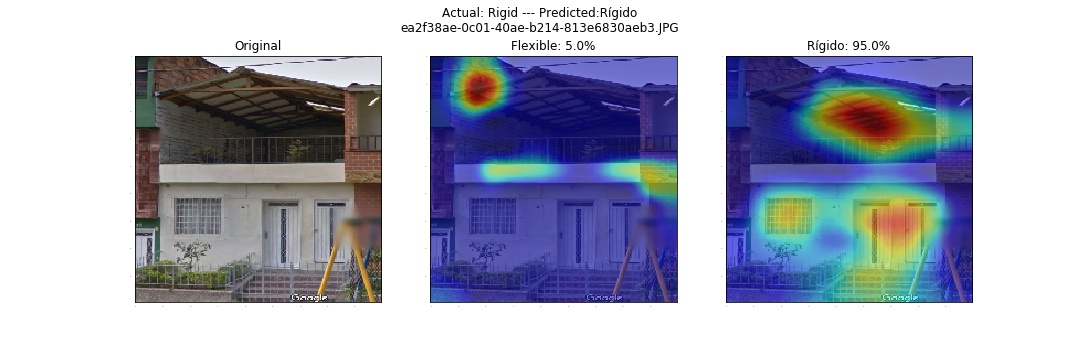 Actual: Rigid --- Predicted:Rígido
ea2f38ae-0c01-40ae-b214-813e6830aeb3.JPG
Original
Flexible: 5.0%
Rígido: 95.0%
Google
Google
Google